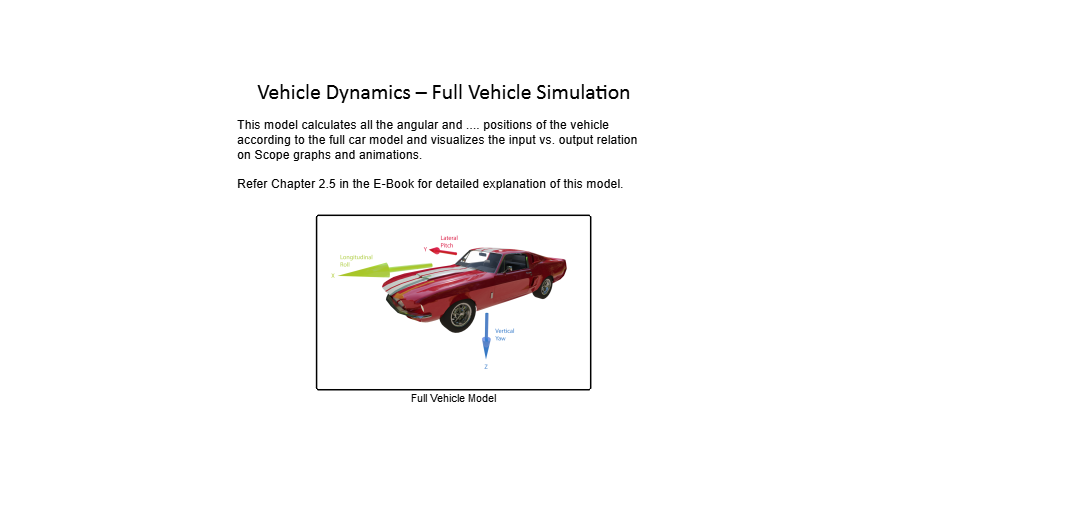 Vehicle Dynamics – Full Vehicle Simulation
This model calculates all the angular and .... positions of the vehicle
according to the full car model and visualizes the input vs. output relation
on Scope graphs and animations.
Refer Chapter 2.5 in the E-Book for detailed explanation of this model.
Lateral
Pitch
Y
Longitudinal
Roll
X
Vertical
Yaw
Z
Full Vehicle Model